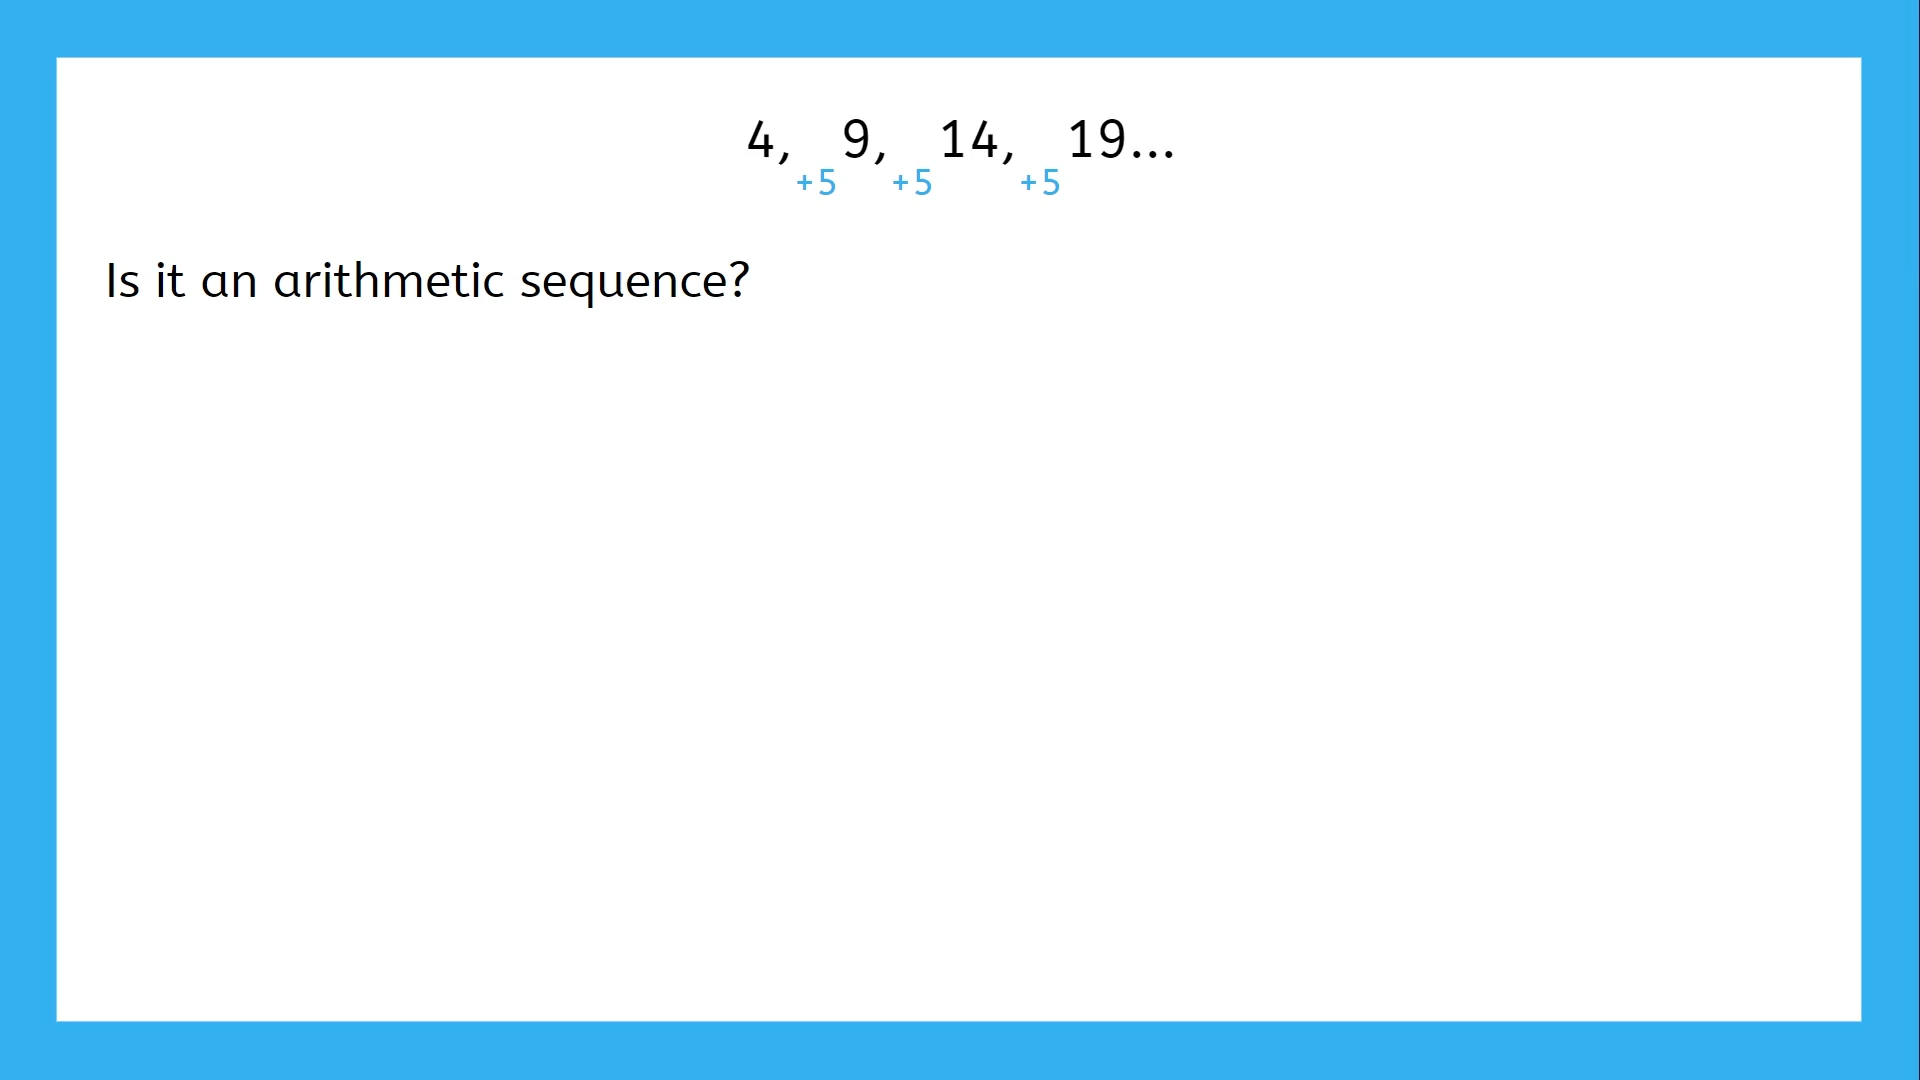 4, 9, 14, 19...
+5 +5 +5
Is it an arithmetic sequence?